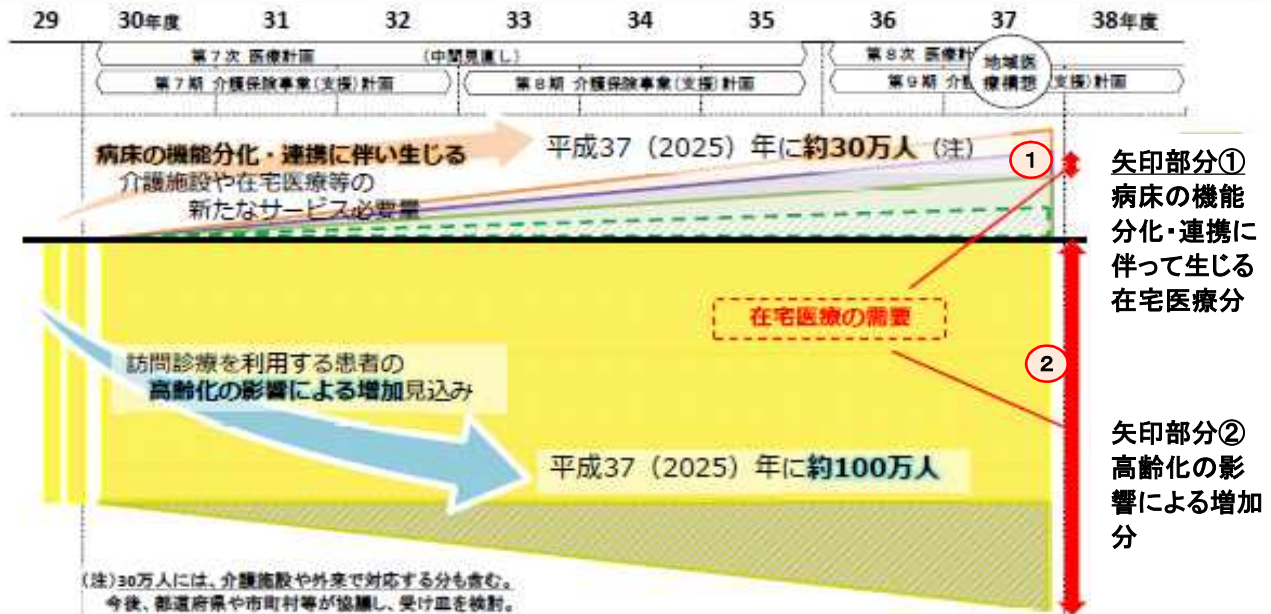 29 30年度 31 32 33 34 35 36 37 38年度
第7次 医療計画 (中間見直し) 第8次 医療計
第7期 介護保険事業(支援)計画 第8期 介護保険事業(支援)計画 第9期 介 (支援)計画
地域医
療構想
病床の機能分化・連携に伴い生じる
介護施設や在宅医療等の
新たなサービス必要量
平成37(2025)年に約30万人(注)
①
矢印部分①
病床の機能
分化・連携に
伴って生じる
在宅医療分
在宅医療の需要
②
訪問診療を利用する患者の
高齢化の影響による増加見込み
平成37(2025)年に約100万人
矢印部分②
高齢化の影
響による増加
分
(注)30万人には、介護施設や外来で対応する分も含む。
今後、都道府県や市町村等が協議し、受け皿を検討。